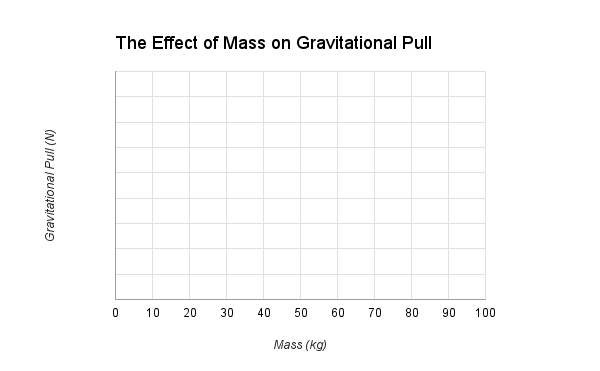 The Effect of Mass on Gravitational Pull
Gravitational Pull (N)
0 10 20 30 40 50 60 70 80 90 100
Mass (kg)